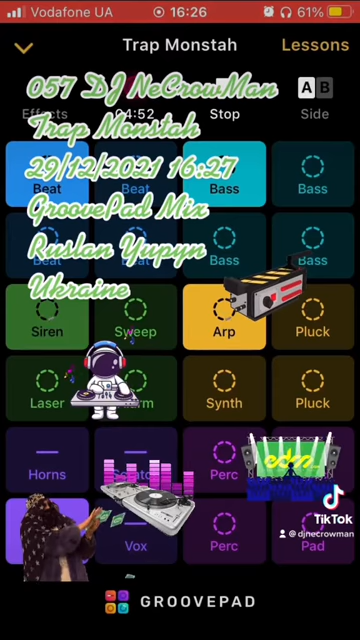 Vodafone UA 16:26 61%
Trap Monstah Lessons
057 DJ NeCrowMan
Effects 04:52 Stop Side
A B
Trap Monstah
29/12/2021 16:27
Beat Beat Bass Bass
GroovePad Mix
Ruslan Yupyn
Beat Beat Bass Bass
Ukraine
Siren Sweep Arp Pluck
Laser Synth Pluck
Horns Perc
edm
TikTok
@djnecrowman
Vox Perc Pad
GROOVEPAD